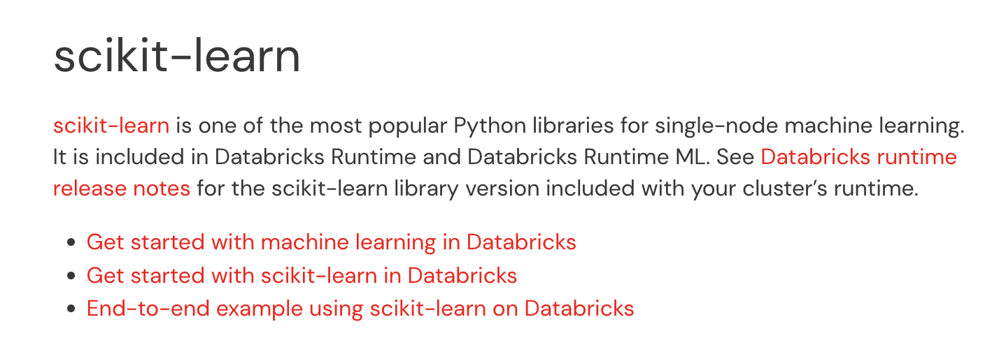 scikit-learn
scikit-learn is one of the most popular Python libraries for single-node machine learning.
It is included in Databricks Runtime and Databricks Runtime ML. See Databricks runtime
release notes for the scikit-learn library version included with your cluster’s runtime.
• Get started with machine learning in Databricks
• Get started with scikit-learn in Databricks
• End-to-end example using scikit-learn on Databricks